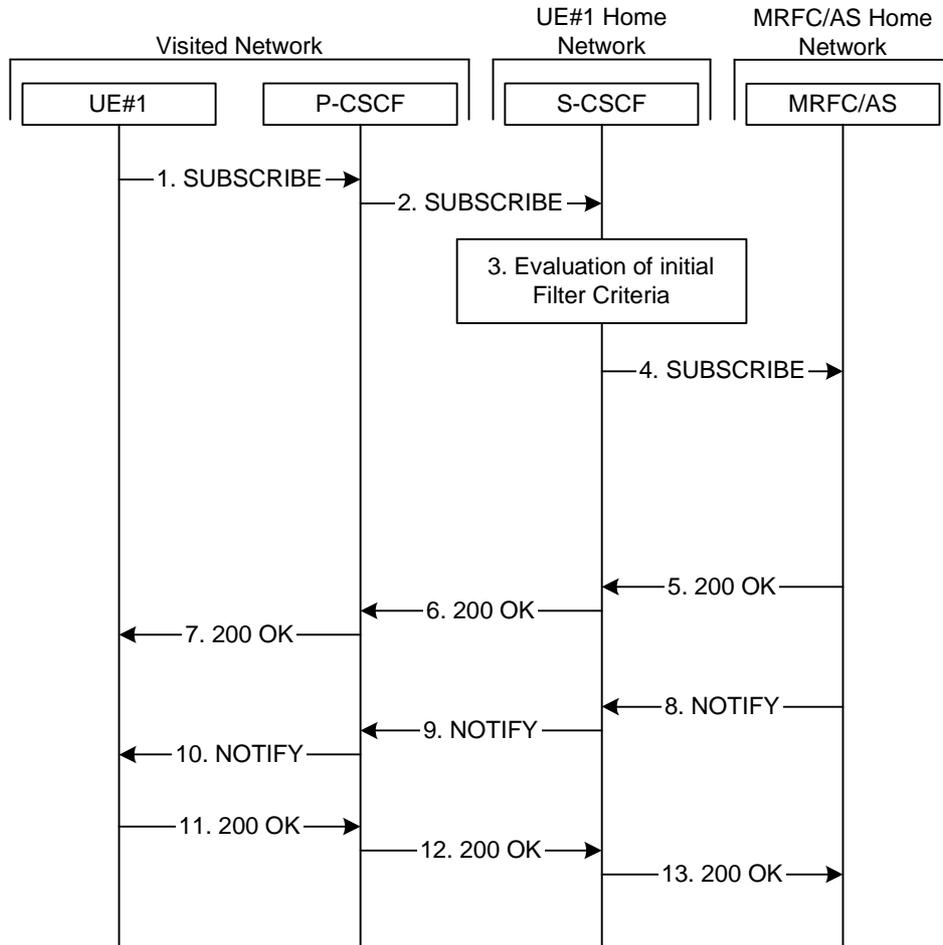 UE#1 Home
Network
MRFC/AS Home
Network
Visited Network
UE#1
P-CSCF
S-CSCF
MRFC/AS
1. SUBSCRIBE
2. SUBSCRIBE
3. Evaluation of initial
Filter Criteria
4. SUBSCRIBE
5. 200 OK
6. 200 OK
7. 200 OK
8. NOTIFY
9. NOTIFY
10. NOTIFY
11. 200 OK
12. 200 OK
13. 200 OK